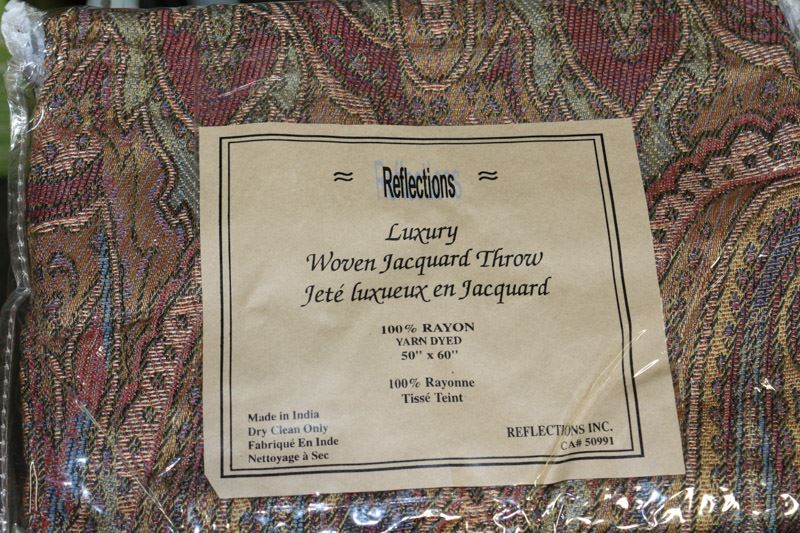 ≈ Reflections ≈
Luxury
Woven Jacquard Throw
Jeté luxueux en Jacquard
100% RAYON
YARN DYED
50" x 60"
100% Rayonne
Tissé Teint
Made in India
Dry Clean Only
Fabriqué En Inde
Nettoyage à Sec
REFLECTIONS INC.
CA# 50991